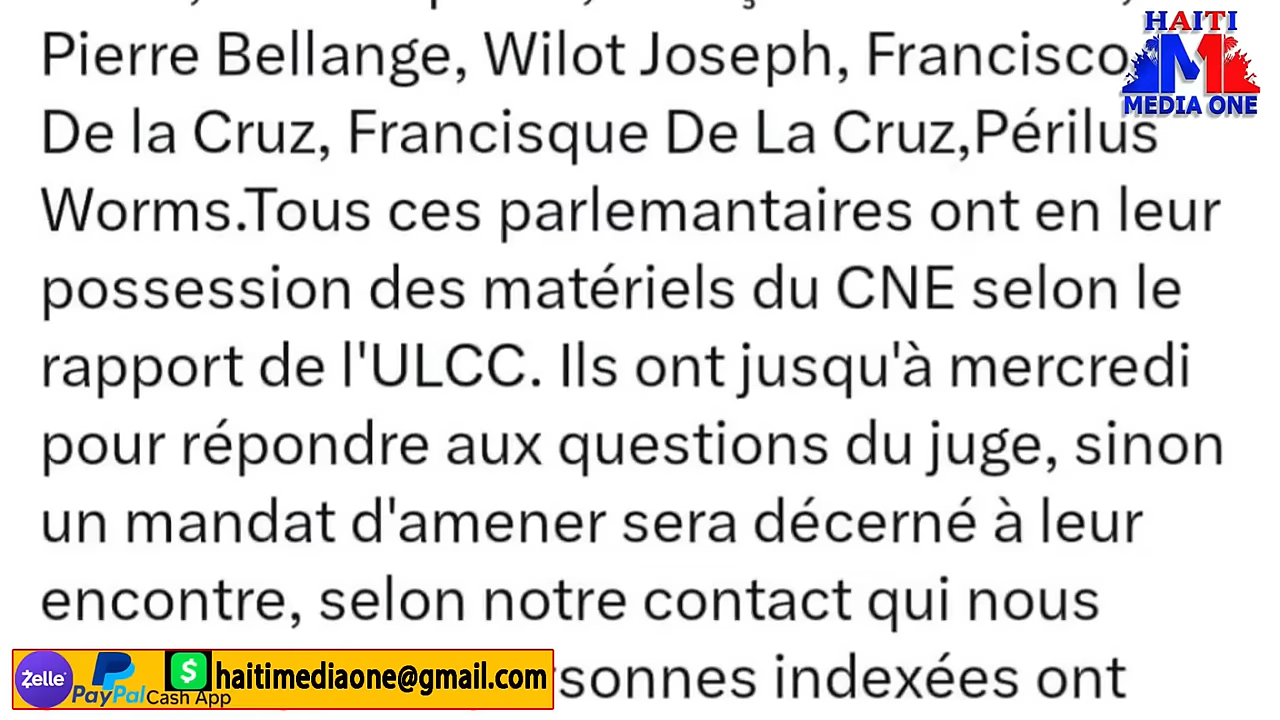 Pierre Bellange, Wilot Joseph, Francisco
De la Cruz, Francisque De La Cruz,Périlus
Worms.Tous ces parlemantaires ont en leur
possession des matériels du CNE selon le
rapport de l'ULCC. Ils ont jusqu'à mercredi
pour répondre aux questions du juge, sinon
un mandat d'amener sera décerné à leur
encontre, selon notre contact qui nous
sonnes indexées ont
HAITI
M
MEDIA ONE
Zelle
PayPal
$
Cash App
haitimediaone@gmail.com